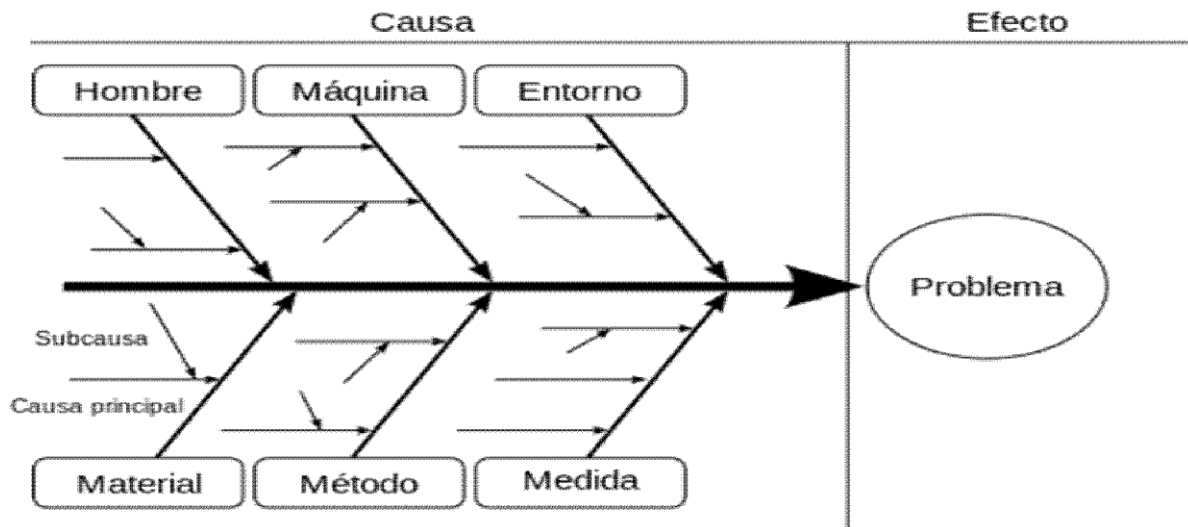 Causa
Efecto
Hombre
Máquina
Entorno
Problema
Subcausa
Causa principal
Material
Método
Medida